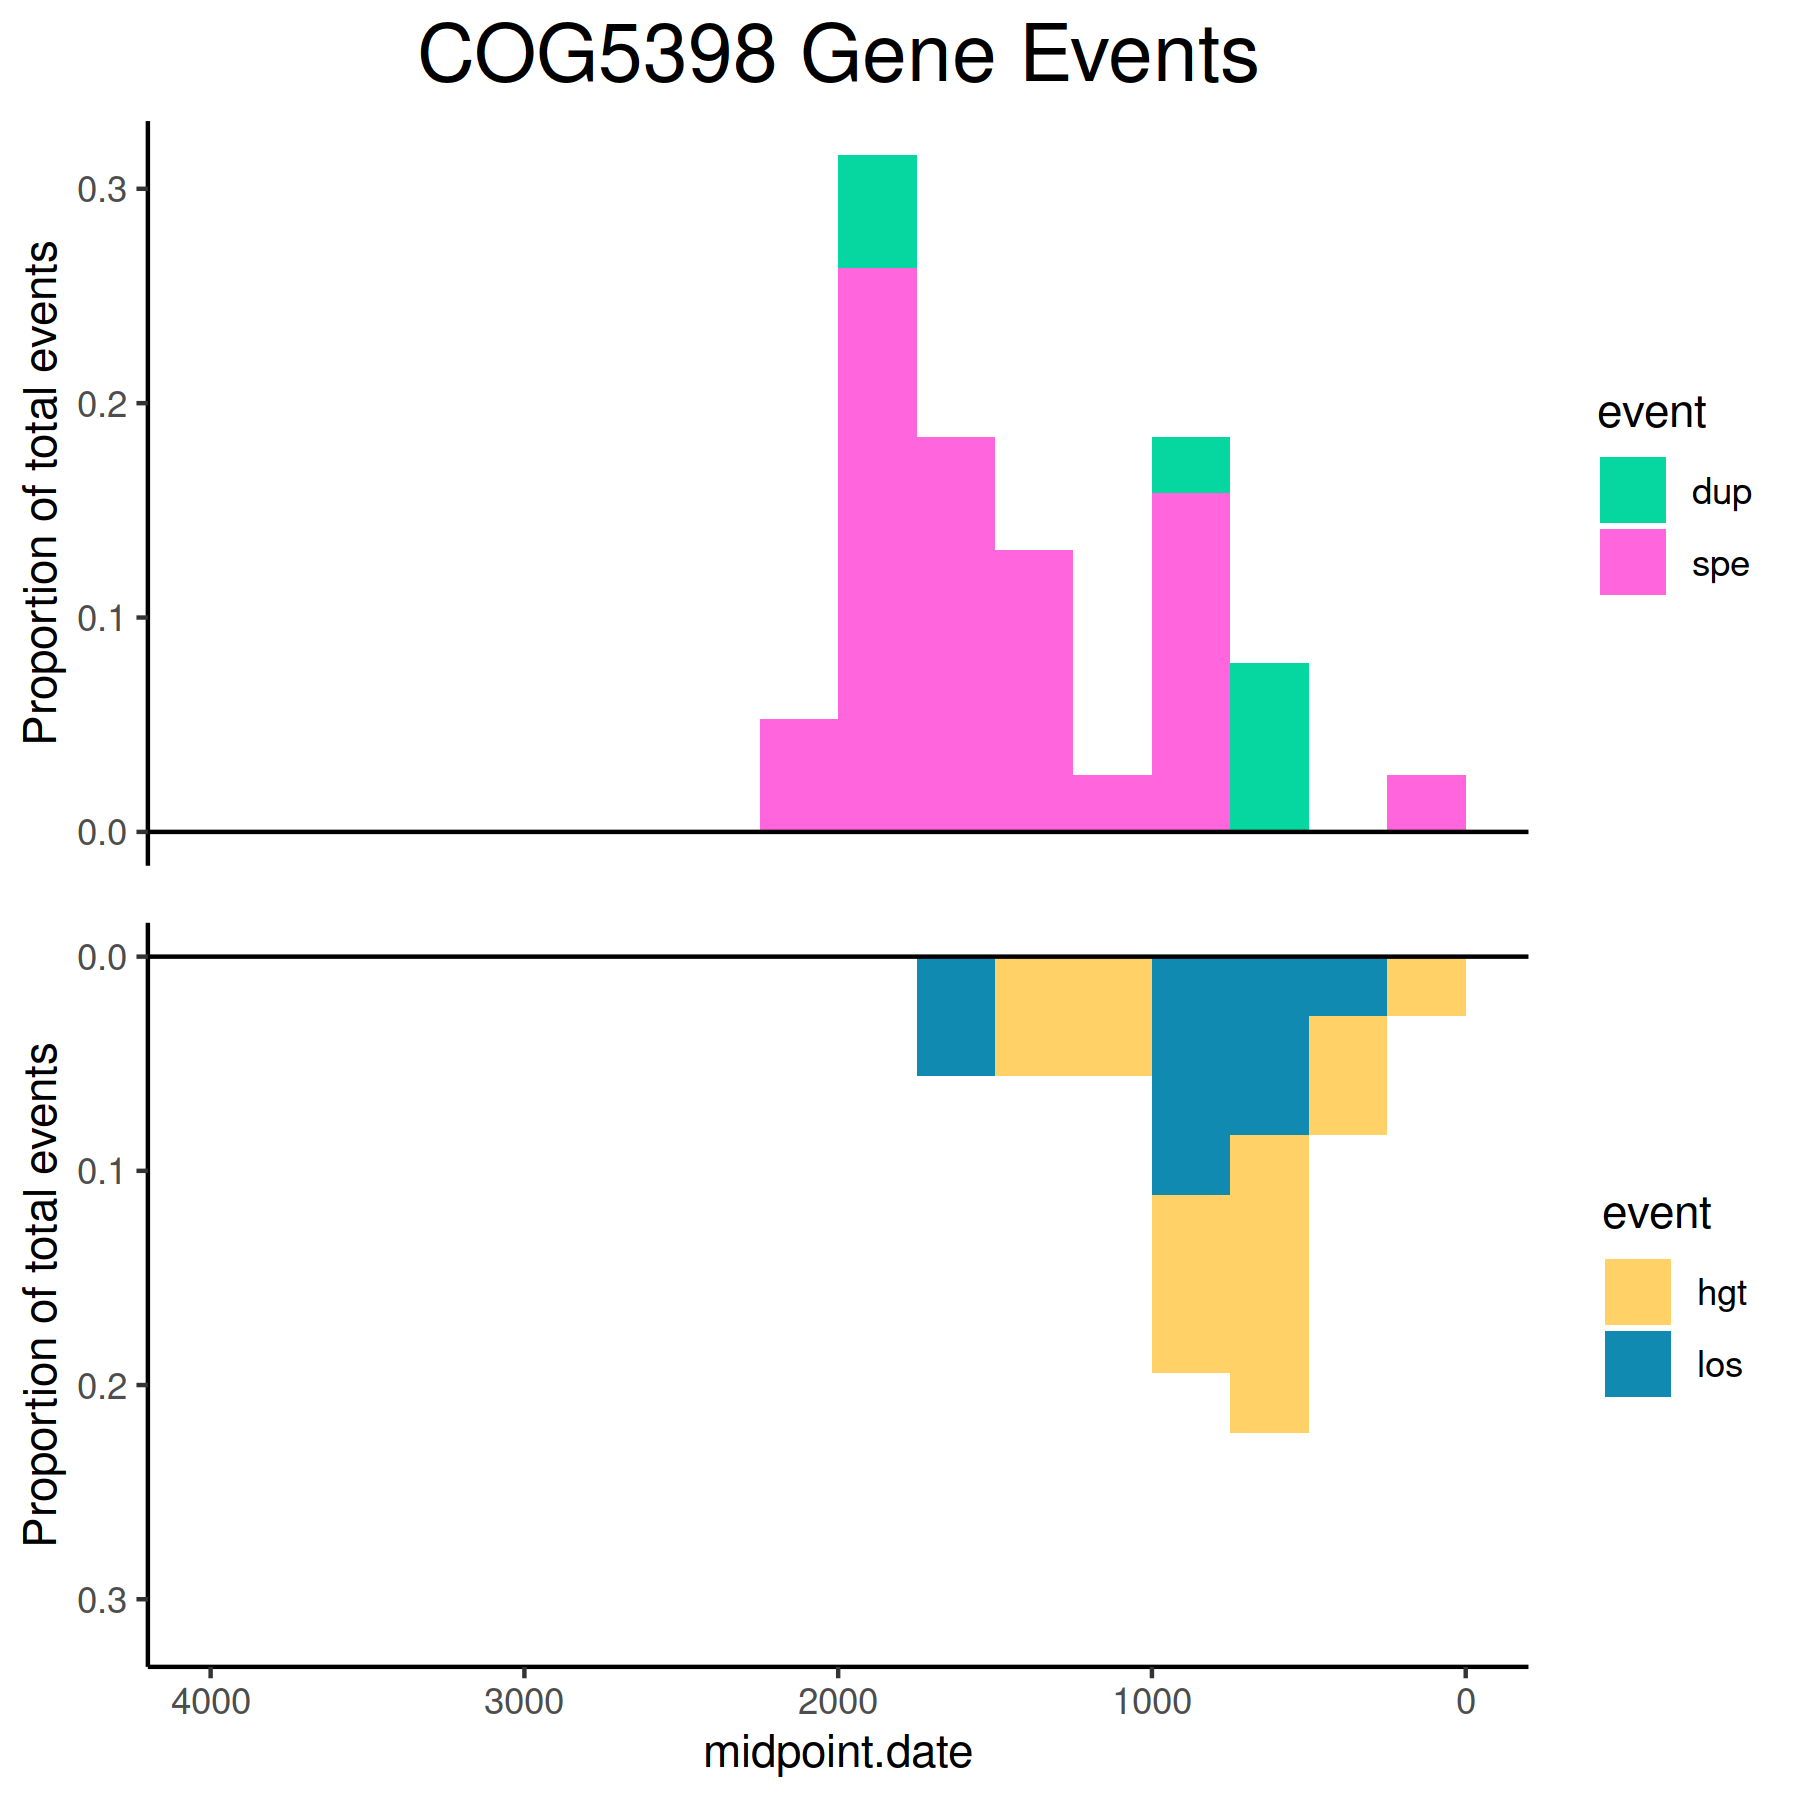 COG5398 Gene Events
Proportion of total events
0.3
0.2
0.1
0.0
event
dup
spe
Proportion of total events
0.0
0.1
0.2
0.3
event
hgt
los
4000 3000 2000 1000 0
midpoint.date